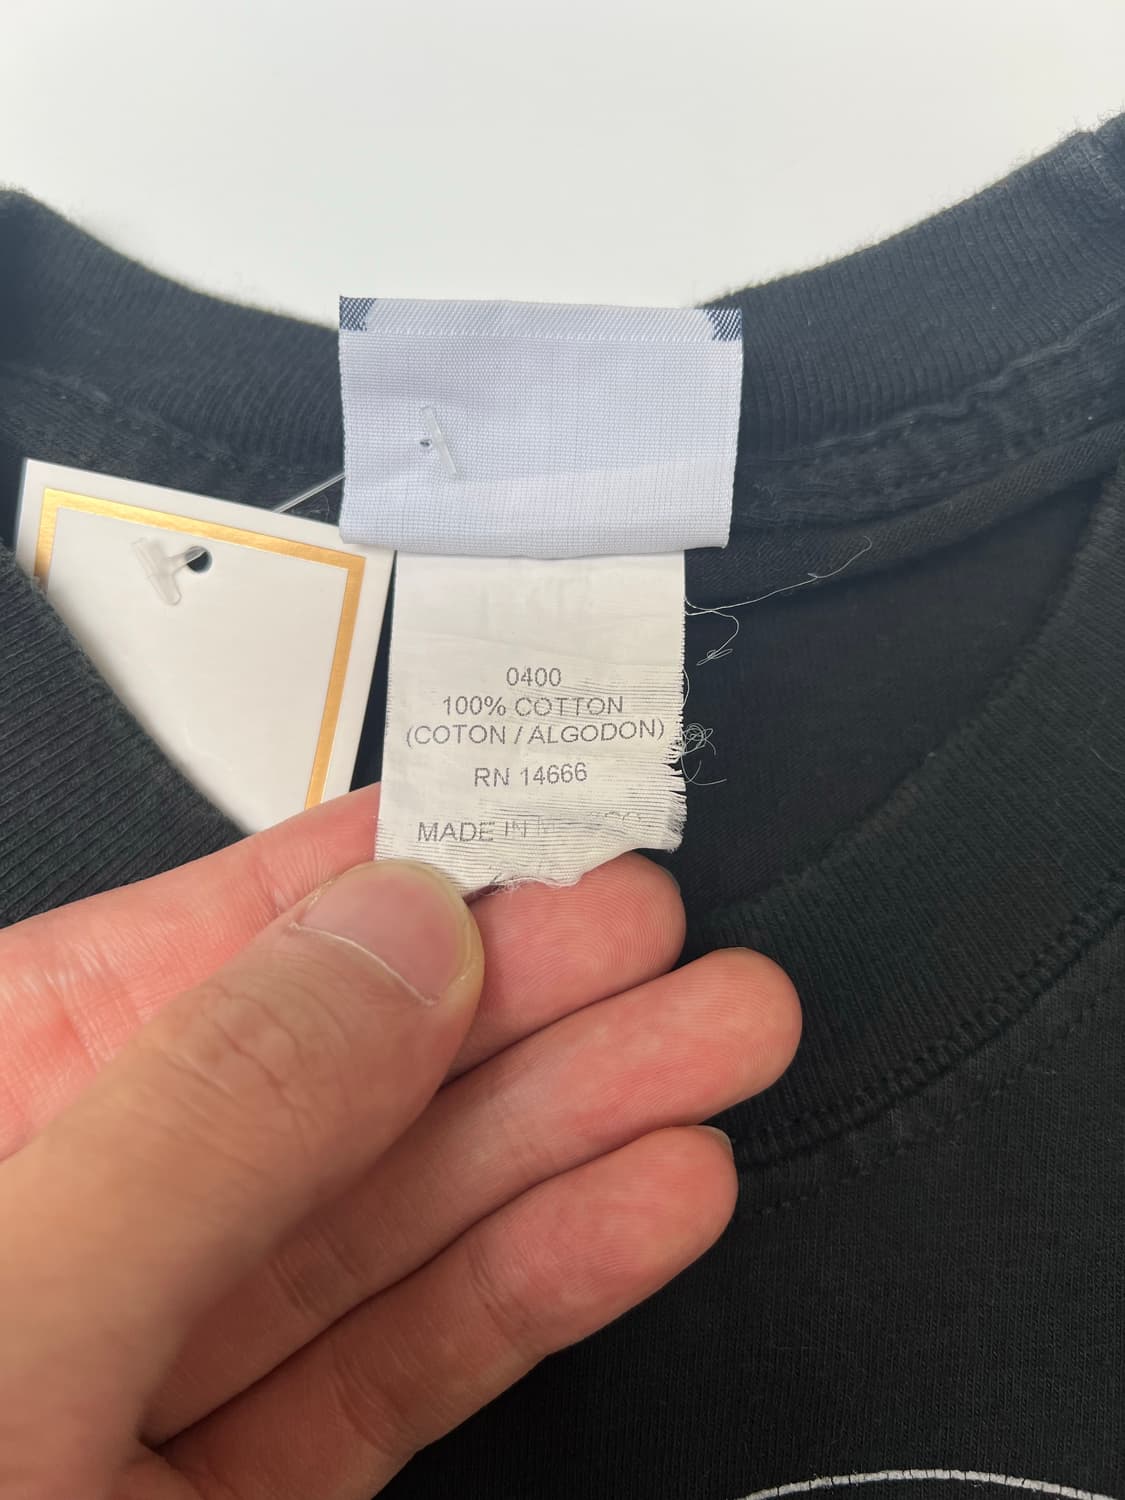 0400
100% COTTON
(COTON / ALGODON)
RN 14666
MADE IN